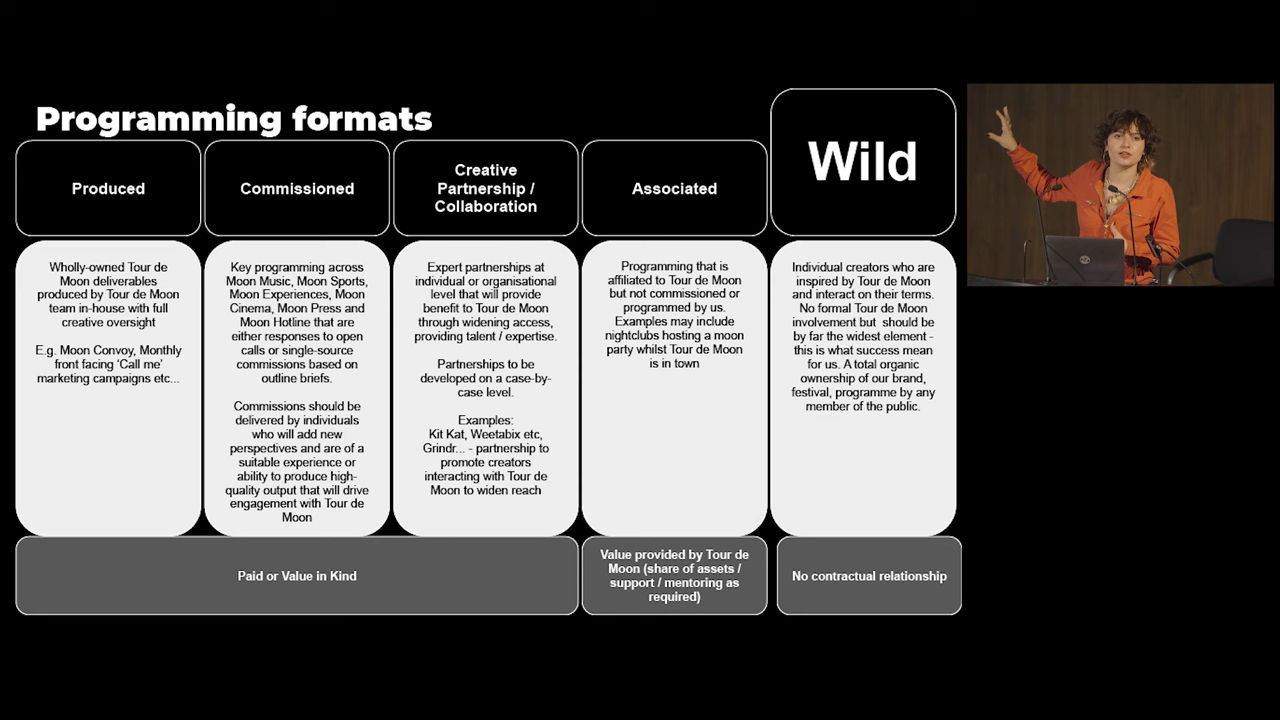 Programming formats
Produced
Commissioned
Creative
Partnership /
Collaboration
Associated
Wild
Wholly-owned Tour de
Moon deliverables
produced by Tour de Moon
team in-house with full
creative oversight
E.g. Moon Convoy, Monthly
front facing ‘Call me’
marketing campaigns etc...
Key programming across
Moon Music, Moon Sports,
Moon Experiences, Moon
Cinema, Moon Press and
Moon Hotline that are
either responses to open
calls or single-source
commissions based on
outline briefs.
Commissions should be
delivered by individuals
who will add new
perspectives and are of a
suitable experience or
ability to produce high-
quality output that will drive
engagement with Tour de
Moon
Expert partnerships at
individual or organisational
level that will provide
benefit to Tour de Moon
through widening access,
providing talent / expertise.
Partnerships to be
developed on a case-by-
case level.
Examples:
Kit Kat, Weetabix etc,
Grindr... - partnership to
promote creators
interacting with Tour de
Moon to widen reach
Programming that is
affiliated to Tour de Moon
but not commissioned or
programmed by us.
Examples may include
nightclubs hosting a moon
party whilst Tour de Moon
is in town
Individual creators who are
inspired by Tour de Moon
and interact on their terms.
No formal Tour de Moon
involvement but should be
by far the widest element -
this is what success mean
for us. A total organic
ownership of our brand,
festival, programme by any
member of the public.
Paid or Value in Kind
Value provided by Tour de
Moon (share of assets /
support / mentoring as
required)
No contractual relationship